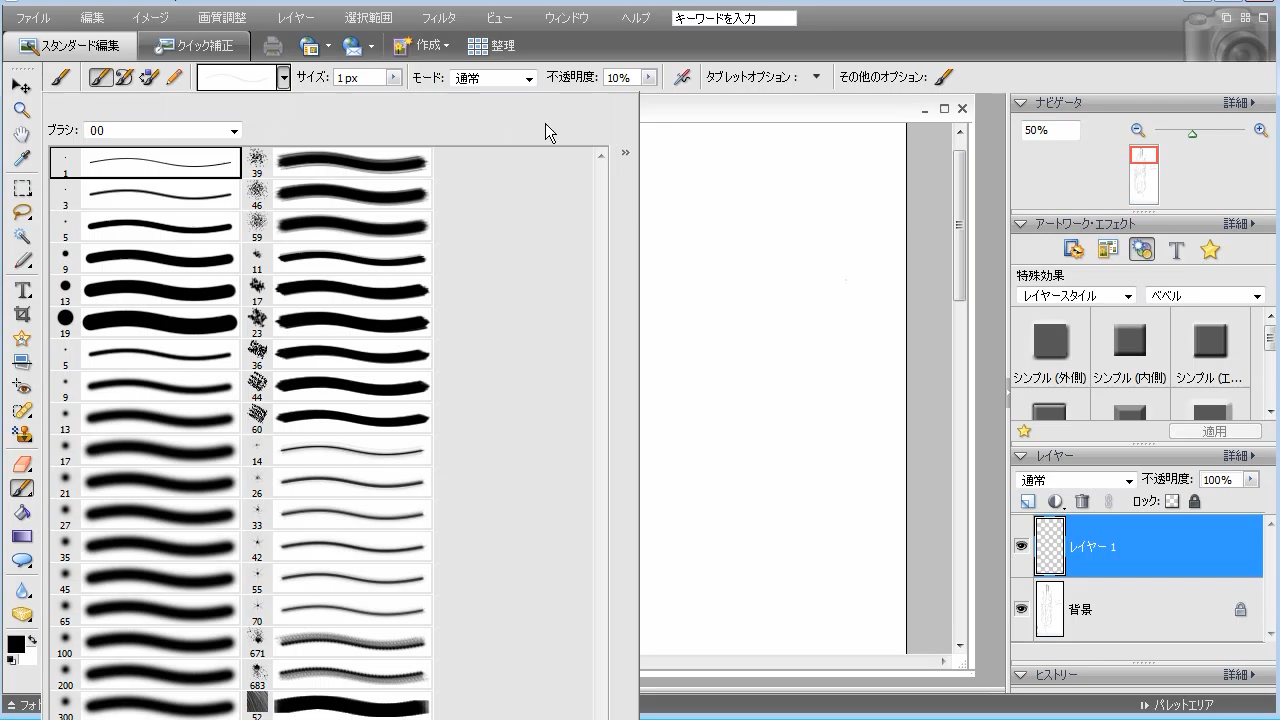 ファイル 編集 イメージ 画質調整 レイヤー 選択範囲 フィルタ ビュー ウィンドウ ヘルプ キーワードを入力
スタンダード編集 クイック補正 作成 整理
サイズ: 1 px モード: 通常 不透明度: 10% タブレットオプション: その他のオプション:
ブラシ: 00
1
3
5
9
13
19
5
9
13
17
21
27
35
45
65
100
200
300
39
46
59
11
17
23
36
44
60
14
26
33
42
55
70
671
683
52
ナビゲータ 詳細
50%
アートワーク・エフェクト 詳細
特殊効果
レイヤースタイル ベベル
シンプル (外側) シンプル (内側) シンプル (エ...
適用
レイヤー 詳細
通常 不透明度: 100%
ロック:
レイヤー 1
背景
ヒストリー 詳細
フォト
パレットエリア